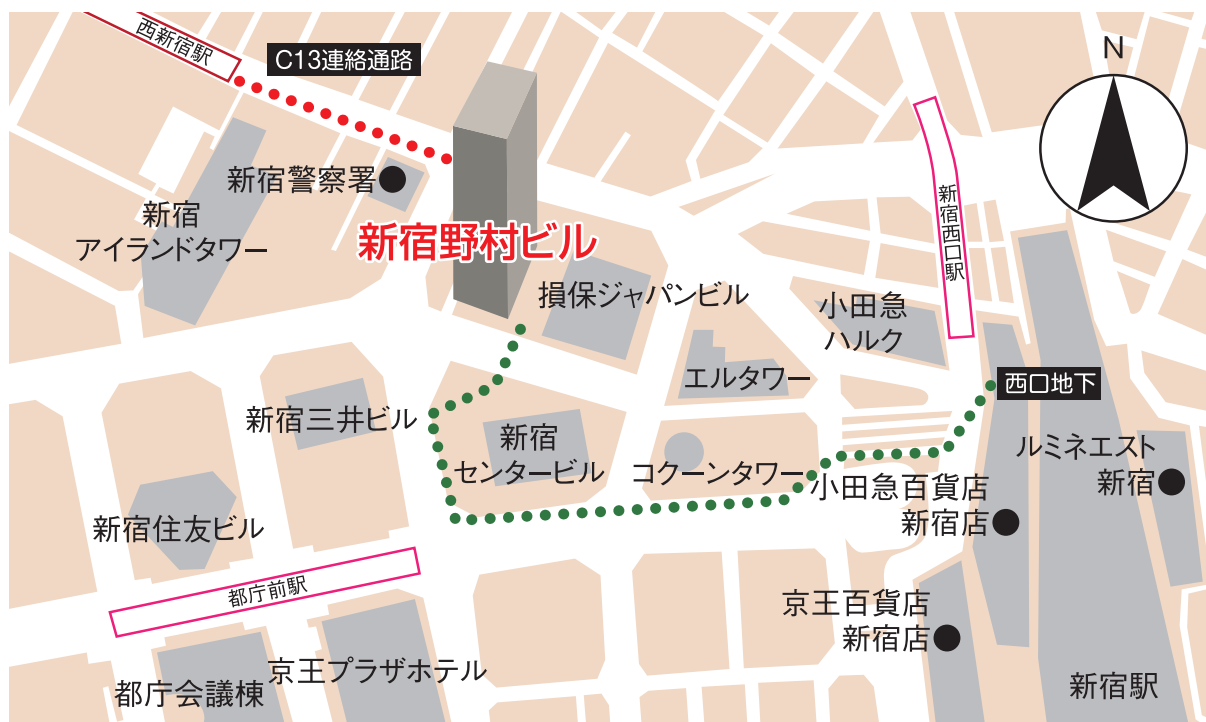 西新宿駅
C13連絡通路
N
新宿警察署
新宿
アイランドタワー
新宿野村ビル
新宿西口駅
損保ジャパンビル
小田急
ハルク
エルタワー
西口地下
新宿三井ビル
新宿
センタービル
コクーンタワー
ルミネエスト
新宿
小田急百貨店
新宿店
新宿住友ビル
都庁前駅
京王百貨店
新宿店
京王プラザホテル
都庁会議棟
新宿駅